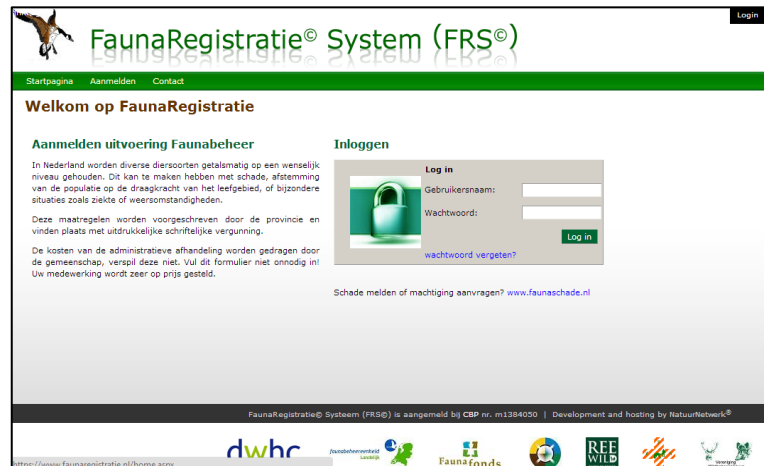 Login
FaunaRegistratie© System (FRS©)
Startpagina Aanmelden Contact
Welkom op FaunaRegistratie
Aanmelden uitvoering Faunabeheer
In Nederland worden diverse diersoorten getalsmatig op een wenselijk
niveau gehouden. Dit kan te maken hebben met schade, afstemming
van de populatie op de draagkracht van het leefgebied, of bijzondere
situaties zoals ziekte of weersomstandigheden.
Deze maatregelen worden voorgeschreven door de provincie en
vinden plaats met uitdrukkelijke schriftelijke vergunning.
De kosten van de administratieve afhandeling worden gedragen door
de gemeenschap, verspil deze niet. Vul dit formulier niet onnodig in!
Uw medewerking wordt zeer op prijs gesteld.
Inloggen
Log in
Gebruikersnaam:
Wachtwoord:
Log in
wachtwoord vergeten?
Schade melden of machtiging aanvragen? www.faunaschade.nl
FaunaRegistratie© Systeem (FRS©) is aangemeld bij CBP nr. m1384050 | Development and hosting by NatuurNetwerk®
dwhc
faunabeheereenheid
Faunafonds
REE
WILD
Vereniging
https://www.faunaregistratie.nl/home.aspx